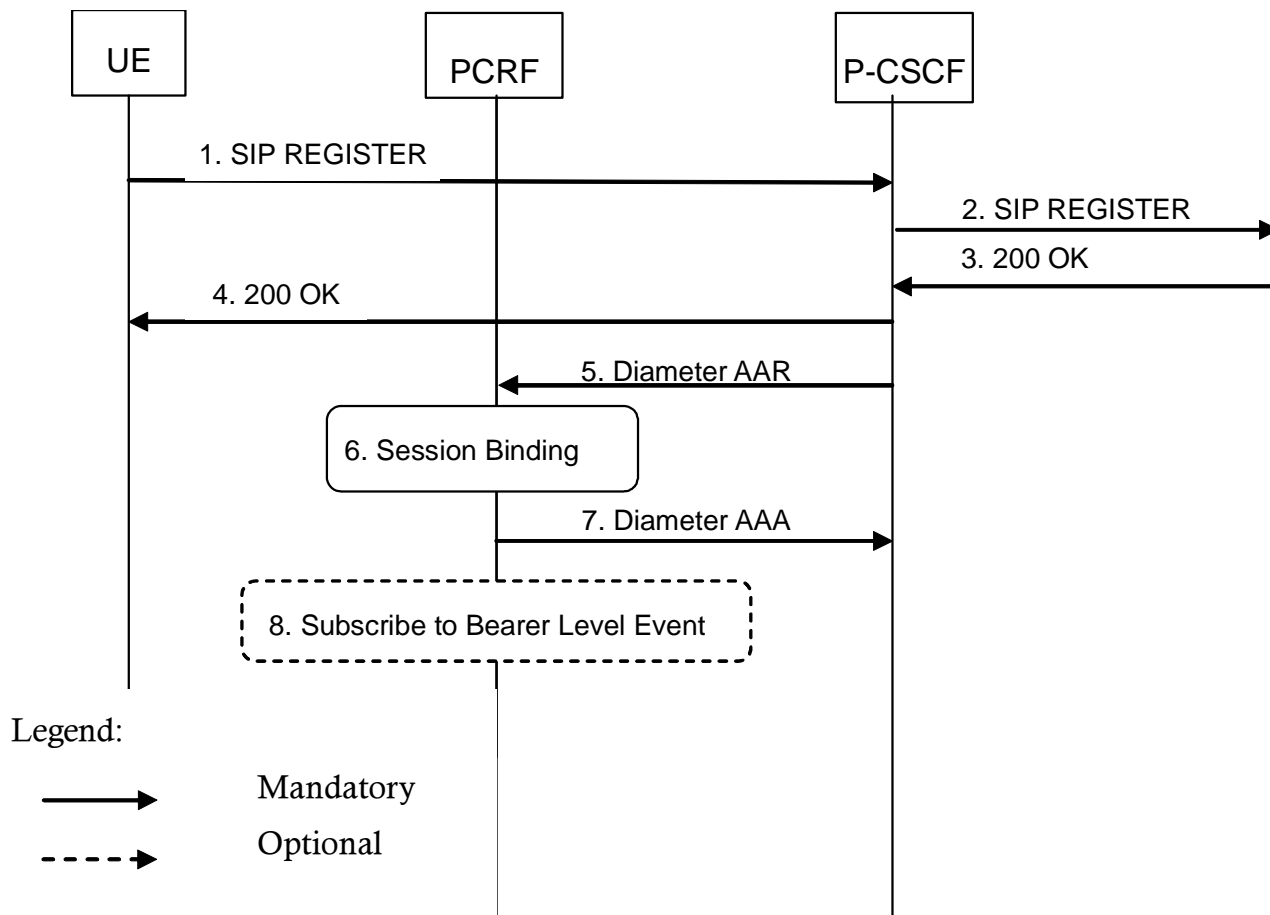 UE
PCRF
P-CSCF
1. SIP REGISTER
2. SIP REGISTER
3. 200 OK
4. 200 OK
5. Diameter AAR
6. Session Binding
7. Diameter AAA
8. Subscribe to Bearer Level Event
Legend:
Mandatory
Optional